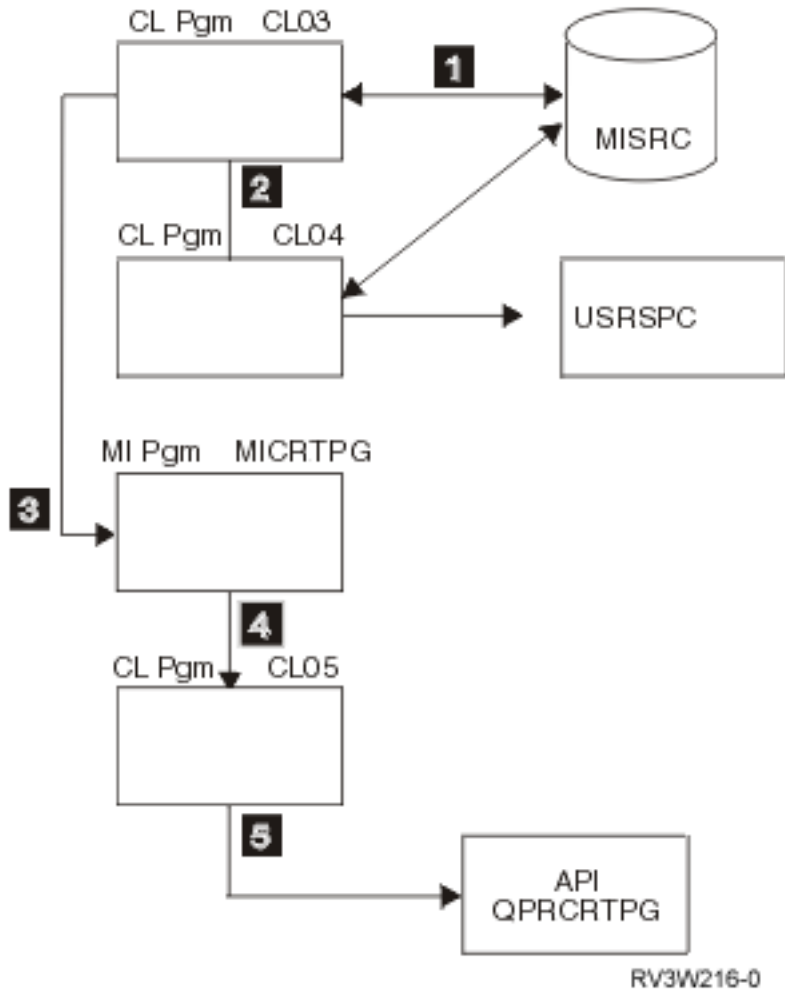 CL Pgm CL03
1
MISRC
2
CL Pgm CL04
USRSPC
MI Pgm MICRTPG
3
4
CL Pgm CL05
5
API
QPRCRTPG
RV3W216-0